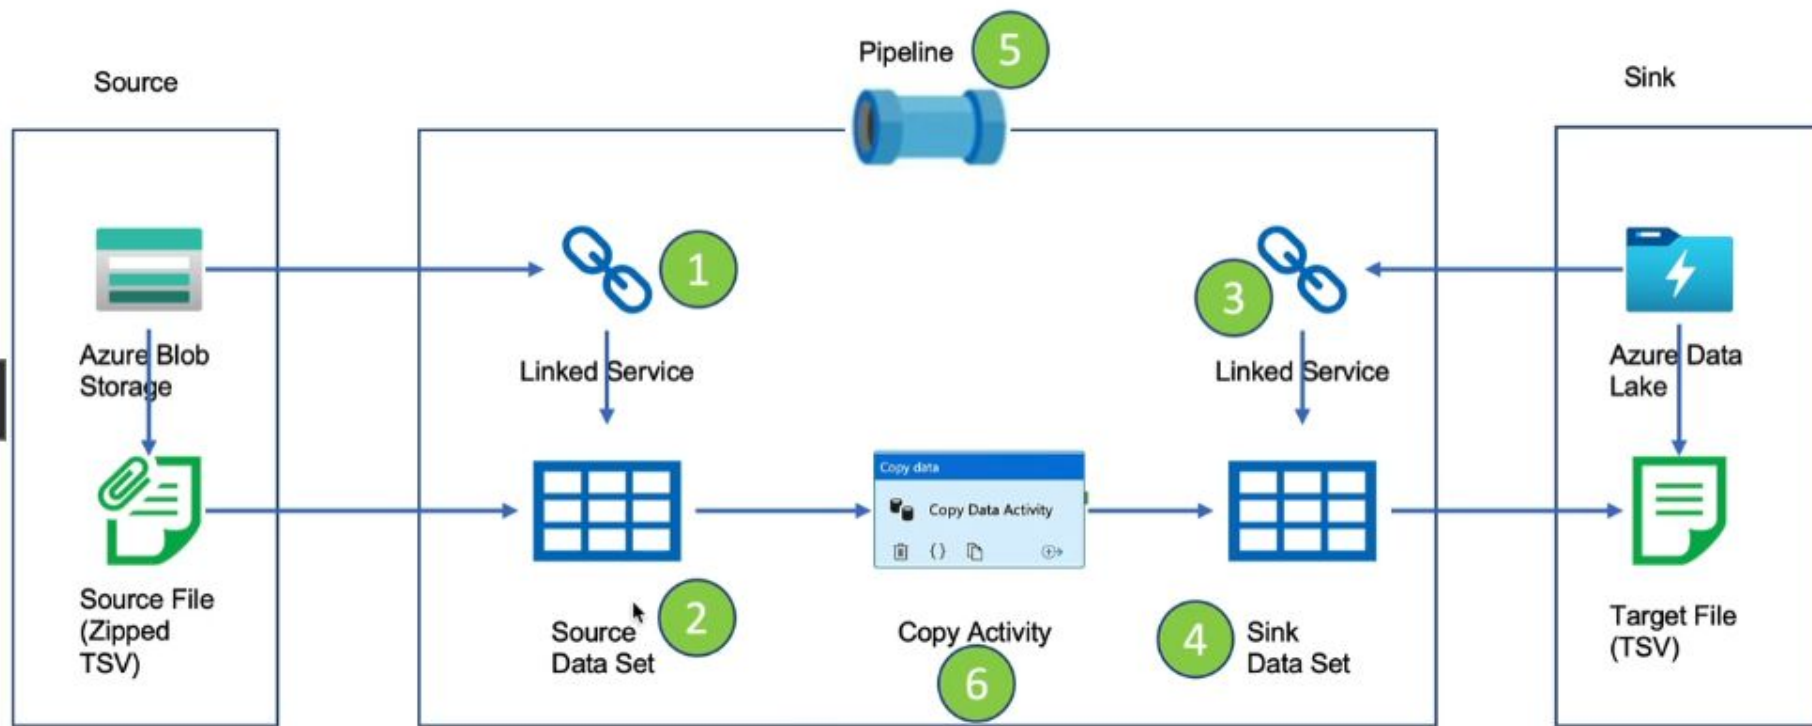 Pipeline
5
Source
Sink
1
3
Azure Blob
Storage
Linked Service
Linked Service
Azure Data
Lake
Copy data
Copy Data Activity
Source File
(Zipped
TSV)
2
Source
Data Set
Copy Activity
6
4
Sink
Data Set
Target File
(TSV)